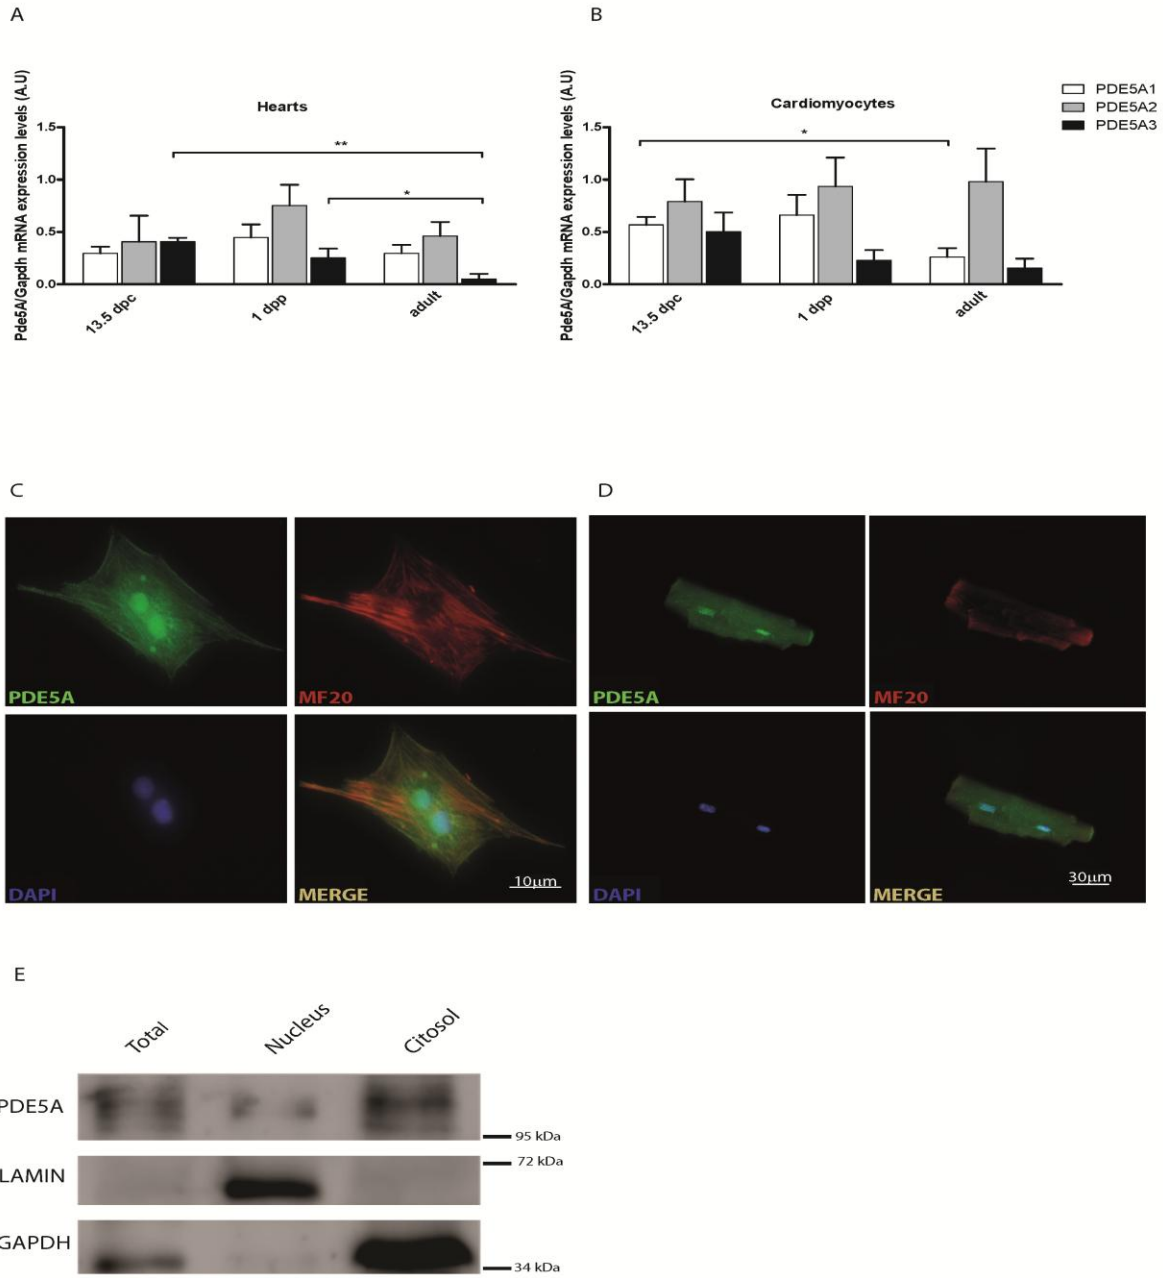 A
B
Pde5A/Gapdh mRNA expression levels (A.U)
Hearts
1.5
1.0
0.5
0.0
**
*
13.5 dpc
1 dpp
adult
Pde5A/Gapdh mRNA expression levels (A.U)
Cardiomyocytes
1.5
1.0
0.5
0.0
*
13.5 dpc
1 dpp
adult
PDE5A1
PDE5A2
PDE5A3
C
D
PDE5A
MF20
PDE5A
MF20
DAPI
MERGE
10µm
DAPI
MERGE
30µm
E
Total
Nucleus
Citosol
PDE5A
95 kDa
LAMIN
72 kDa
GAPDH
34 kDa